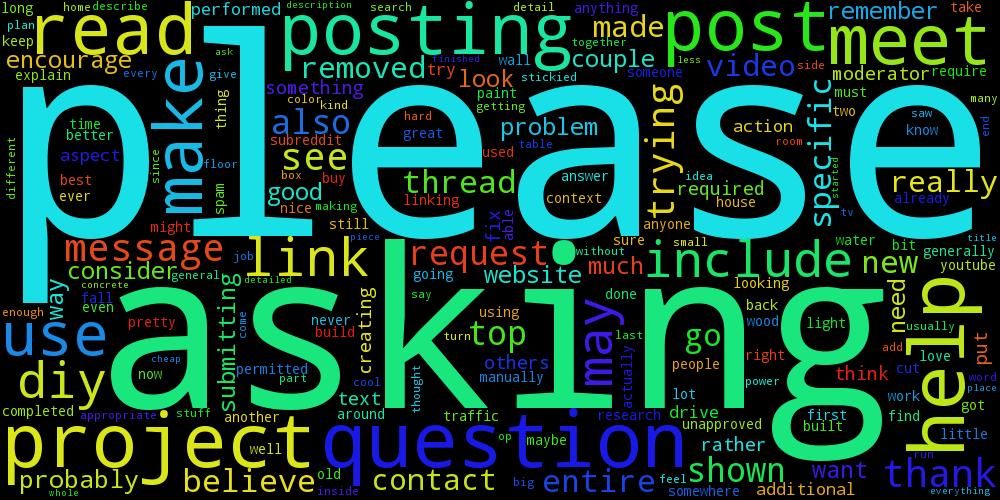 long home describe performed description search detail anything made post remember take
plan read posting couple meet
keep encourage ask removed try finished wall together stickied someone less video side moderator require
explain every give something look paint getting specific must many
different time better make thing color kind also hard great subreddit see problem trying action two saw know end
please
aspect since floor used table answer room really
best ever spam box buy good thread linking context required idea house already
might nice making still fix able anyone started tv
message job link piece request without sure small include water new bit generally title
consider general detailed going website much looking youtube
way concrete fall even submitting creating say using done may back wood need help
enough use pretty never build turn top others last go light usually put
asking
cheap now come permitted part cool thought manually actually people right think add love cut
diy text lot power work word place
completed appropriate stuff another around traffic research drive unapproved first built find got little
project well question op maybe rather run
probably believe old contact big entire feel shown want thank
whole inside somewhere additional everything